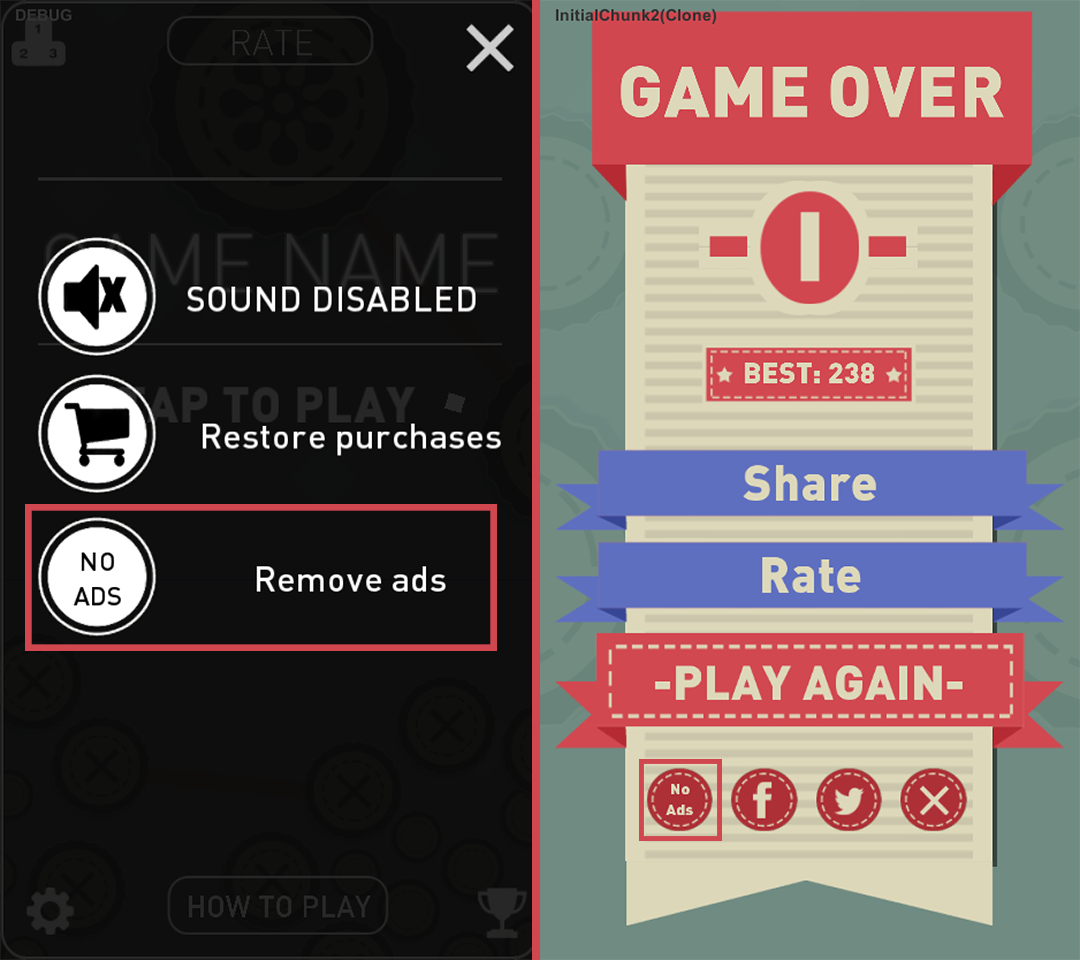 DEBUG
1
2 3
RATE
GAME NAME
SOUND DISABLED
TAP TO PLAY
Restore purchases
NO
ADS
Remove ads
HOW TO PLAY
InitialChunk2(Clone)
GAME OVER
1
BEST: 238
Share
Rate
-PLAY AGAIN-
No
Ads